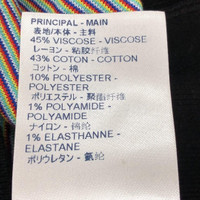 PRINCIPAL - MAIN
表地/本体 - 主料
45% VISCOSE - VISCOSE
レーヨン - 粘胶纤维
43% COTON - COTTON
コットン - 棉
10% POLYESTER -
POLYESTER
ポリエステル - 聚酯纤维
1% POLYAMIDE -
POLYAMIDE
ナイロン - 锦纶
1% ELASTHANNE -
ELASTANE
ポリウレタン - 氨纶